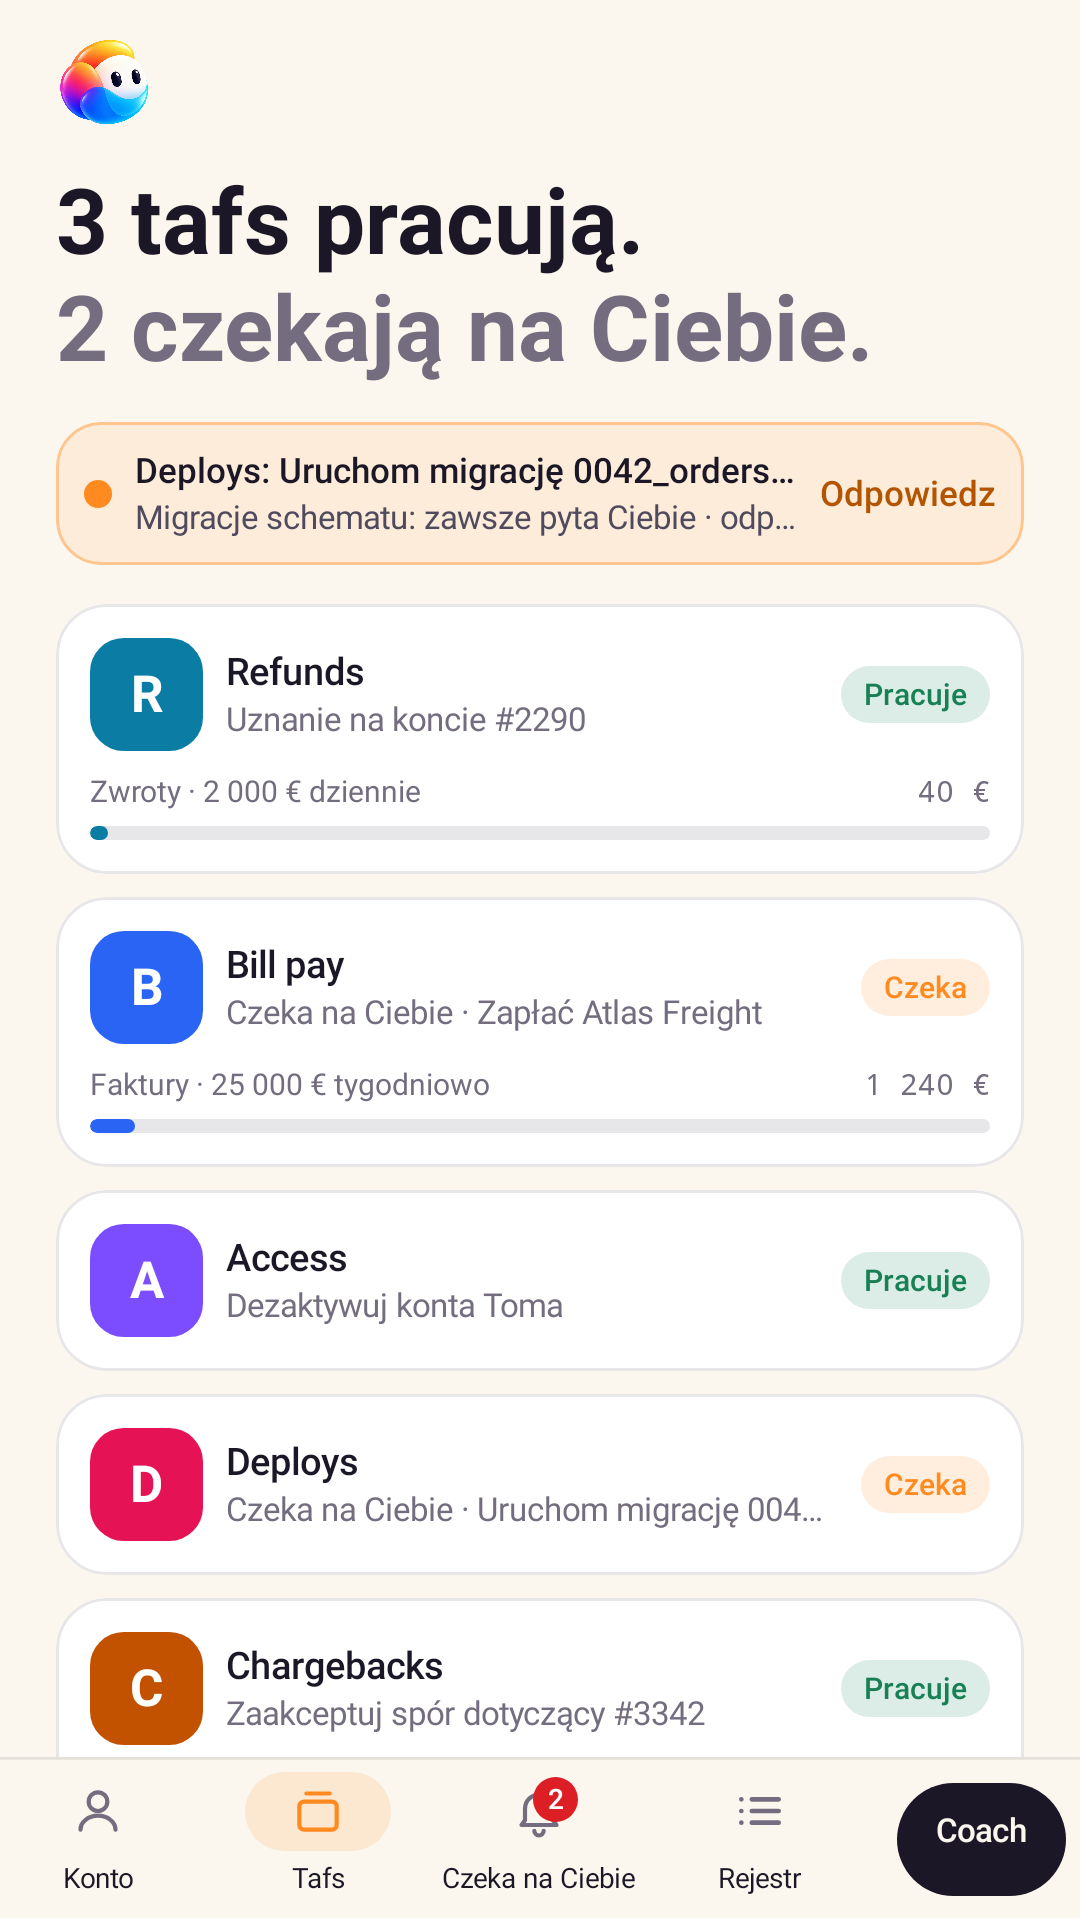 3 tafs pracują.
2 czekają na Ciebie.
Deploys: Uruchom migrację 0042_orders…
Migracje schematu: zawsze pyta Ciebie · odp…
Odpowiedz
R
Refunds
Uznanie na koncie #2290
Pracuje
Zwroty · 2 000 € dziennie
40 €
B
Bill pay
Czeka na Ciebie · Zapłać Atlas Freight
Czeka
Faktury · 25 000 € tygodniowo
1 240 €
A
Access
Dezaktywuj konta Toma
Pracuje
D
Deploys
Czeka na Ciebie · Uruchom migrację 004…
Czeka
C
Chargebacks
Zaakceptuj spór dotyczący #3342
Pracuje
2
Konto
Tafs
Czeka na Ciebie
Rejestr
Coach